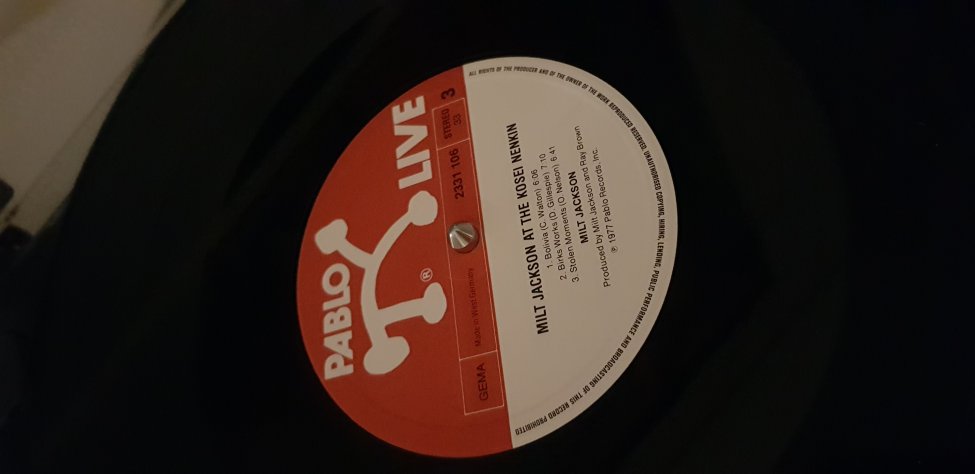 PABLO LIVE
®
GEMA
Made in West Germany
2331 106
STEREO 3
33
MILT JACKSON AT THE KOSEI NENKIN
1. Bolivia (C. Walton) 6:06
2. Birks Works (D. Gillespie) 7:10
3. Stolen Moments (O. Nelson) 6:41
MILT JACKSON
Produced by Milt Jackson and Ray Brown
℗ 1977 Pablo Records, Inc.
ALL RIGHTS OF THE PRODUCER AND OF THE OWNER OF THE WORK REPRODUCED RESERVED. UNAUTHORISED COPYING, HIRING, LENDING, PUBLIC PERFORMANCE AND BROADCASTING OF THIS RECORD PROHIBITED